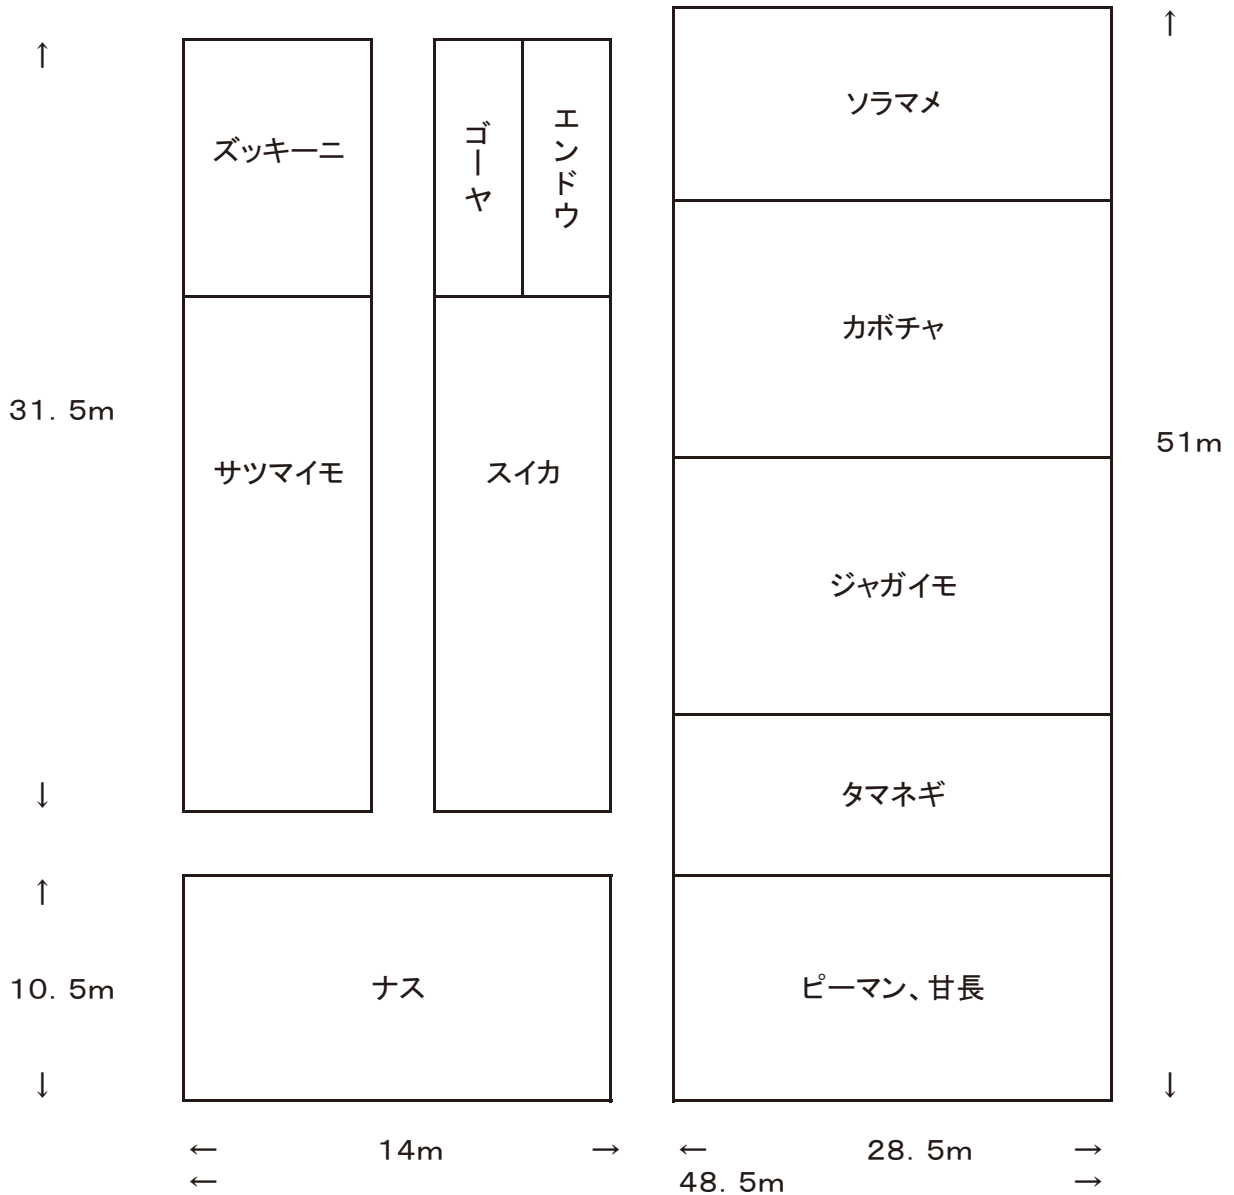 ↑
↑
ソラマメ
ズッキーニ
ゴーヤ
エンドウ
カボチャ
31. 5m
51m
サツマイモ
スイカ
ジャガイモ
↓
タマネギ
↑
10. 5m
ナス
ピーマン、甘長
↓
↓
← 14m →
← 28. 5m →
← 48. 5m →